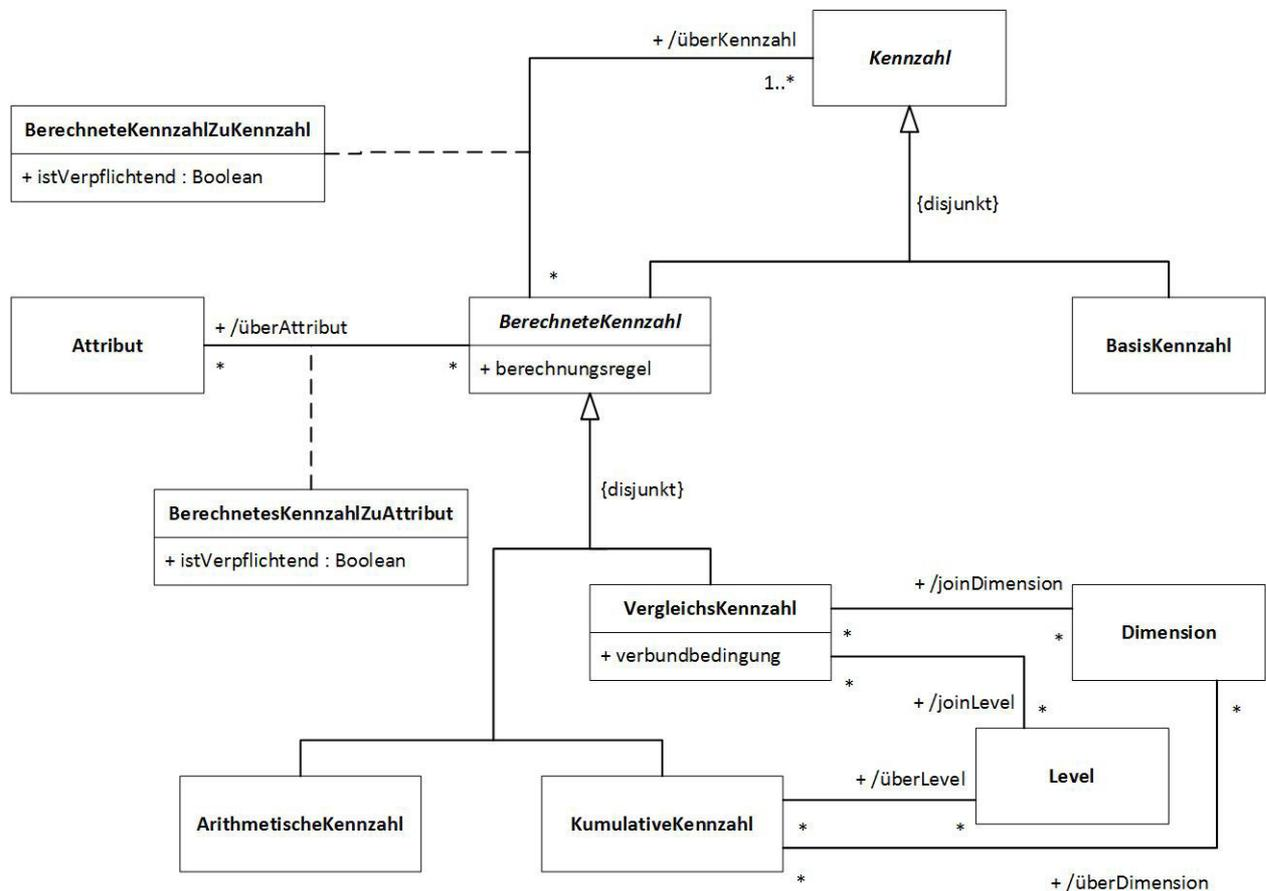 + /überKennzahl
Kennzahl
1..*
BerechneteKennzahlZuKennzahl
+ istVerpflichtend : Boolean
{disjunkt}
*
Attribut
+ /überAttribut
*
*
BerechneteKennzahl
+ berechnungsregel
BasisKennzahl
BerechnetesKennzahlZuAttribut
+ istVerpflichtend : Boolean
{disjunkt}
VergleichsKennzahl
+ verbundbedingung
+ /joinDimension
*
*
Dimension
*
+ /joinLevel
*
*
Level
ArithmetischeKennzahl
KumulativeKennzahl
+ /überLevel
*
*
*
+ /überDimension